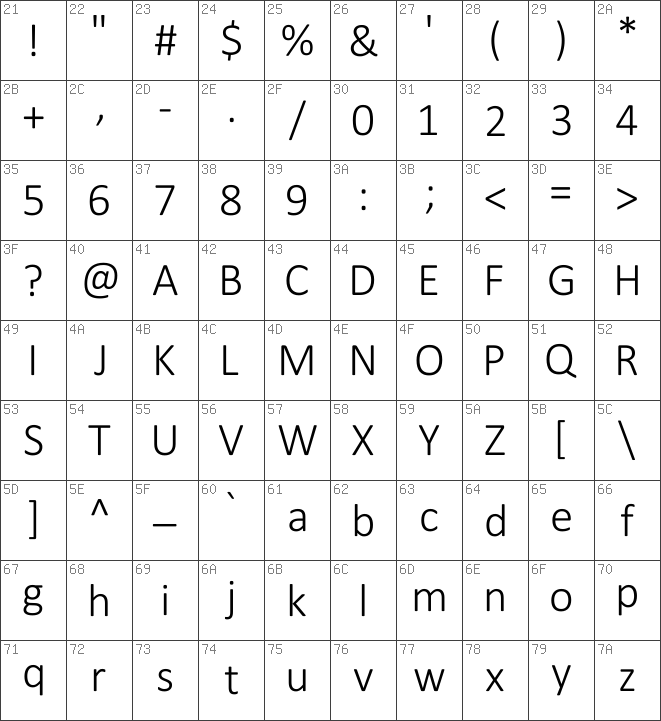 21 22 23 24 25 26 27 28 29 2A
! " # $ % & ' ( ) *
2B 2C 2D 2E 2F 30 31 32 33 34
+ , - . / 0 1 2 3 4
35 36 37 38 39 3A 3B 3C 3D 3E
5 6 7 8 9 : ; < = >
3F 40 41 42 43 44 45 46 47 48
? @ A B C D E F G H
49 4A 4B 4C 4D 4E 4F 50 51 52
I J K L M N O P Q R
53 54 55 56 57 58 59 5A 5B 5C
S T U V W X Y Z [ \
5D 5E 5F 60 61 62 63 64 65 66
] ^ _ ` a b c d e f
67 68 69 6A 6B 6C 6D 6E 6F 70
g h i j k l m n o p
71 72 73 74 75 76 77 78 79 7A
q r s t u v w x y z